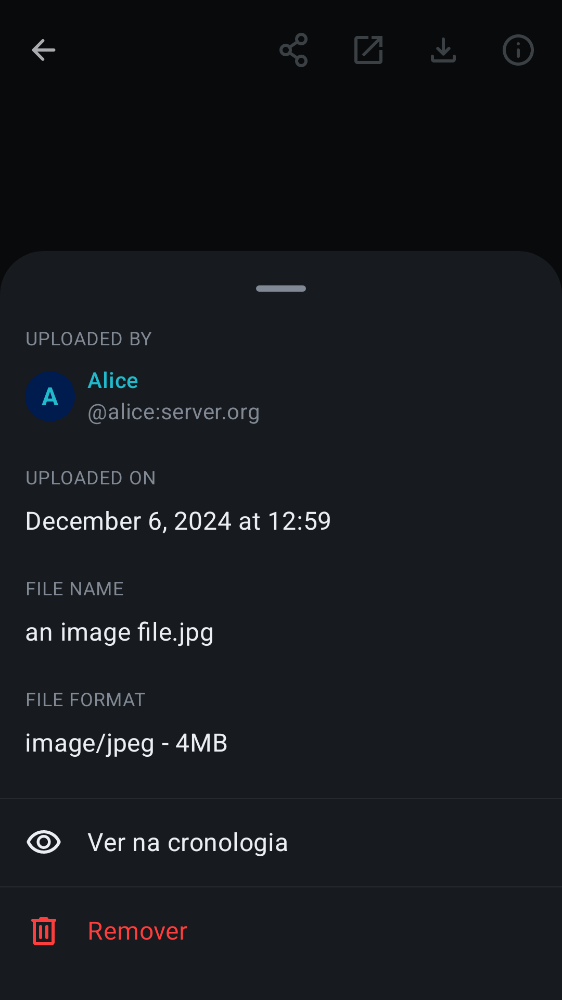 UPLOADED BY
A
Alice
@alice:server.org
UPLOADED ON
December 6, 2024 at 12:59
FILE NAME
an image file.jpg
FILE FORMAT
image/jpeg - 4MB
Ver na cronologia
Remover